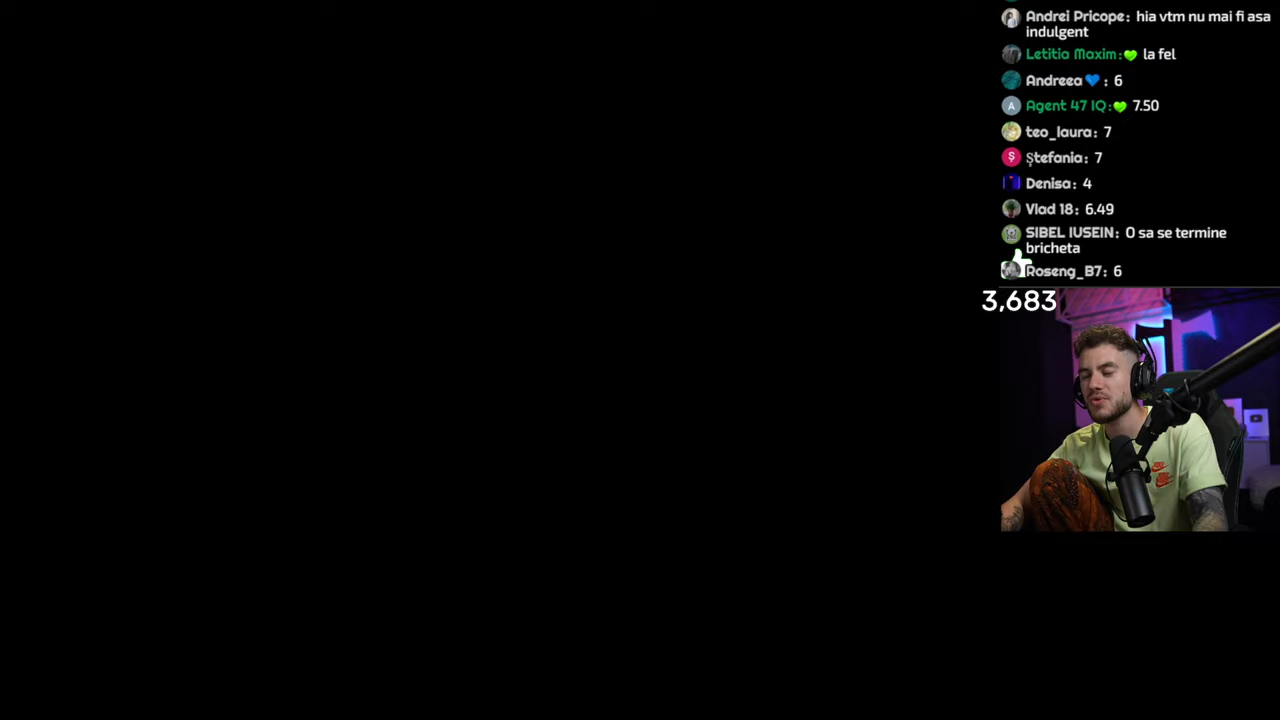 Andrei Pricope: hia vtm nu mai fi asa
indulgent
Letitia Maxim: la fel
Andreea : 6
A Agent 47 IQ: 7.50
teo_laura: 7
Ș Ștefania: 7
Denisa: 4
Vlad 18: 6.49
SIBEL IUSEIN: O sa se termine
bricheta
Roseng_B7: 6
3,683